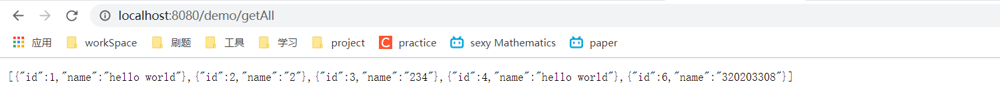 localhost:8080/demo/getAll
应用 workSpace 刷题 工具 学习 project C practice sexy Mathematics paper
[{"id":1,"name":"hello world"},{"id":2,"name":"2"},{"id":3,"name":"234"},{"id":4,"name":"hello world"},{"id":6,"name":"320203308"}]